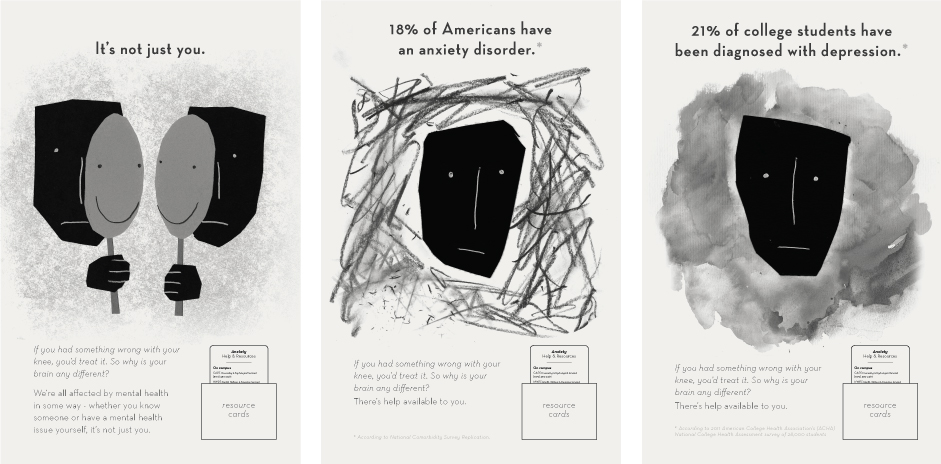 It's not just you.
If you had something wrong with your
knee, you'd treat it. So why is your
brain any different?
We're all affected by mental health
in some way - whether you know
someone or have a mental health
issue yourself, it's not just you.
Anxiety
Help & Resources
On campus
resource
cards
18% of Americans have
an anxiety disorder.*
If you had something wrong with your
knee, you'd treat it. So why is your
brain any different?
There's help available to you.
* According to National Comorbidity Survey Replication.
Anxiety
Help & Resources
On campus
resource
cards
21% of college students have
been diagnosed with depression.*
If you had something wrong with your
knee, you'd treat it. So why is your
brain any different?
There's help available to you.
* According to 2011 American College Health Association's (ACHA)
National College Health Assessment survey of students.
Anxiety
Help & Resources
On campus
resource
cards